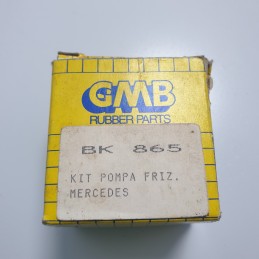 GMB
RUBBER PARTS
BK 865
KIT POMPA FRIZ.
MERCEDES